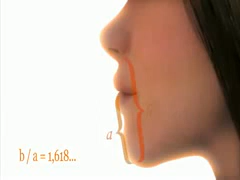 a
b / a = 1,618...